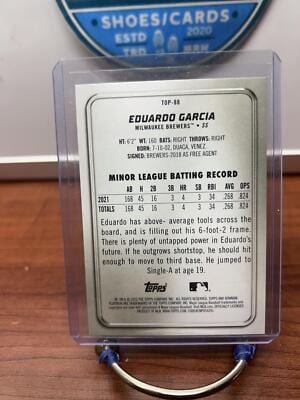 SHOES/CARDS
ESTD 2020
TRD MRK
TOP-88
EDUARDO GARCIA
MILWAUKEE BREWERS™ • SS
HT: 6'2" WT: 160 BATS: RIGHT THROWS: RIGHT
BORN: 7-10-02, DUACA, VENEZ.
SIGNED: BREWERS-2018 AS FREE AGENT
MINOR LEAGUE BATTING RECORD
AB H 2B 3B HR SB RBI AVG OPS
2021 168 45 12 3 4 3 34 .268 .824
TOTALS 168 45 12 3 4 3 34 .268 .824
Eduardo has above- average tools across the
board, and is filling out his 6-foot-2 frame.
There is plenty of untapped power in Eduardo's
future. If he outgrows shortstop, he should hit
enough to move to third base. He jumped to
Single-A at age 19.
Topps